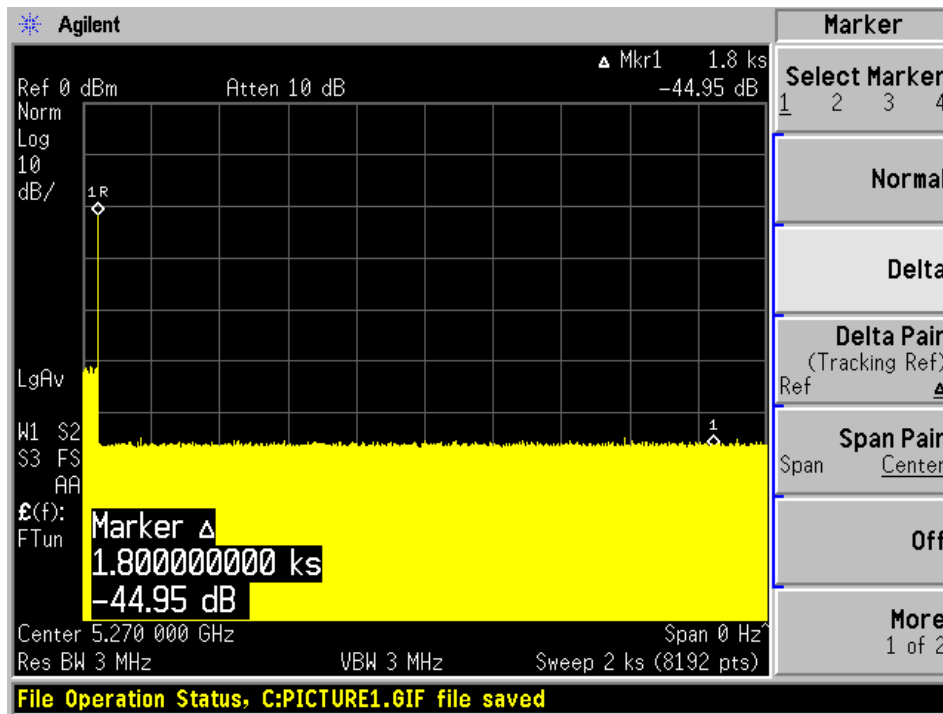 Agilent
Marker
Δ Mkr1 1.8 ks
Ref 0 dBm Atten 10 dB -44.95 dB
Norm
Log
10
dB/
1R
LgAv
1
W1 S2
S3 FS
AA
£(f):
FTun
Marker Δ
1.800000000 ks
-44.95 dB
Center 5.270 000 GHz Span 0 Hz^
Res BW 3 MHz VBW 3 MHz Sweep 2 ks (8192 pts)
File Operation Status, C:PICTURE1.GIF file saved
Select Marker
1 2 3 4
Normal
Delta
Delta Pair
(Tracking Ref)
Ref Δ
Span Pair
Span Center
Off
More
1 of 2